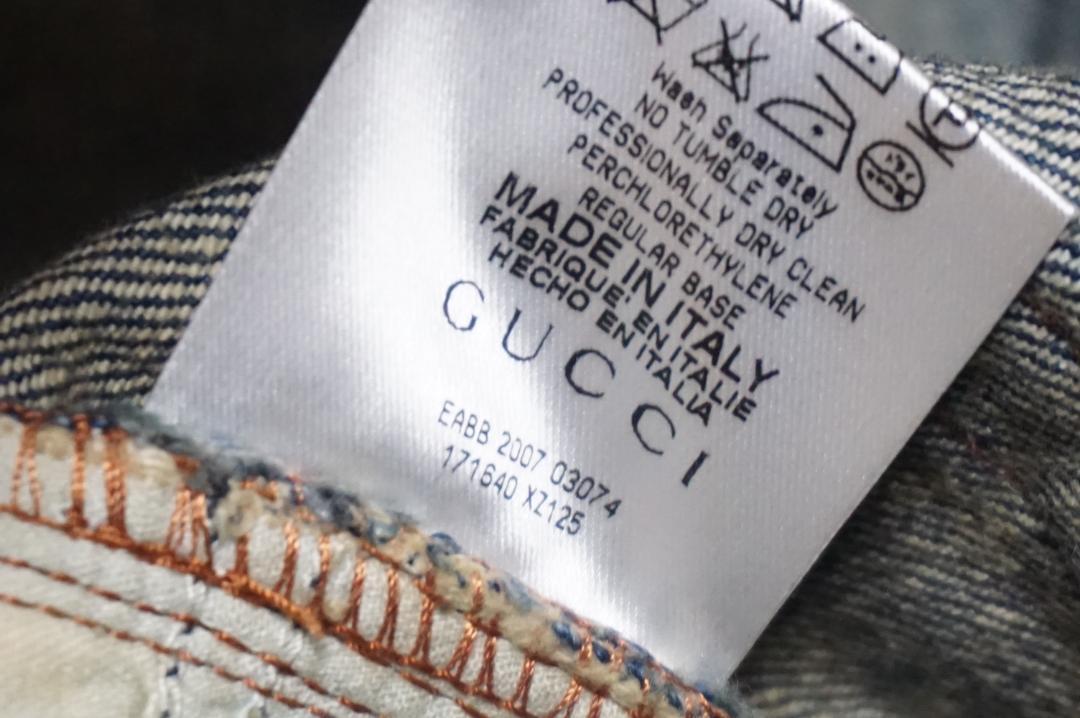 Wash Separately
NO TUMBLE DRY
PROFESSIONALLY DRY CLEAN
PERCHLORETHYLENE
REGULAR BASE
MADE IN ITALY
FABRIQUE' EN ITALIE
HECHO EN ITALIA
GUCCI
EABB 2007 03074
171640 XZ125